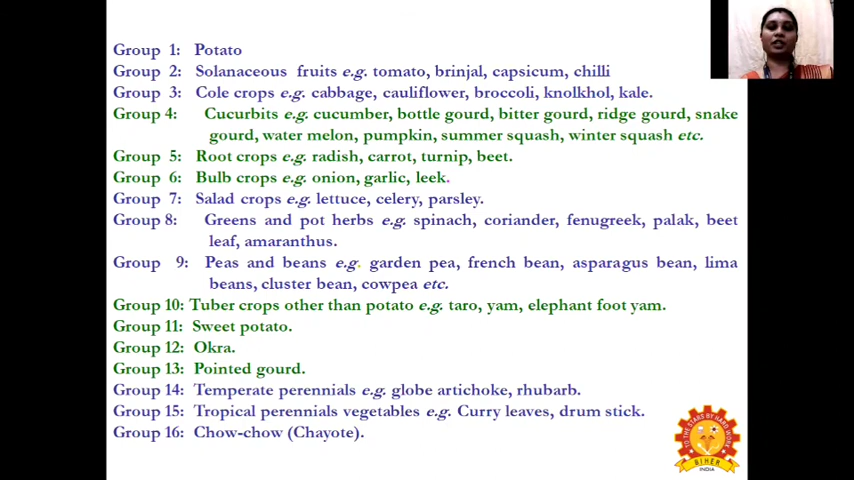 Group 1: Potato
Group 2: Solanaceous fruits e.g. tomato, brinjal, capsicum, chilli
Group 3: Cole crops e.g. cabbage, cauliflower, broccoli, knolkhol, kale.
Group 4: Cucurbits e.g. cucumber, bottle gourd, bitter gourd, ridge gourd, snake
gourd, water melon, pumpkin, summer squash, winter squash etc.
Group 5: Root crops e.g. radish, carrot, turnip, beet.
Group 6: Bulb crops e.g. onion, garlic, leek.
Group 7: Salad crops e.g. lettuce, celery, parsley.
Group 8: Greens and pot herbs e.g. spinach, coriander, fenugreek, palak, beet
leaf, amaranthus.
Group 9: Peas and beans e.g. garden pea, french bean, asparagus bean, lima
beans, cluster bean, cowpea etc.
Group 10: Tuber crops other than potato e.g. taro, yam, elephant foot yam.
Group 11: Sweet potato.
Group 12: Okra.
Group 13: Pointed gourd.
Group 14: Temperate perennials e.g. globe artichoke, rhubarb.
Group 15: Tropical perennials vegetables e.g. Curry leaves, drum stick.
Group 16: Chow-chow (Chayote).
TO THE STARS BY HARD WORK
BIHER
INDIA